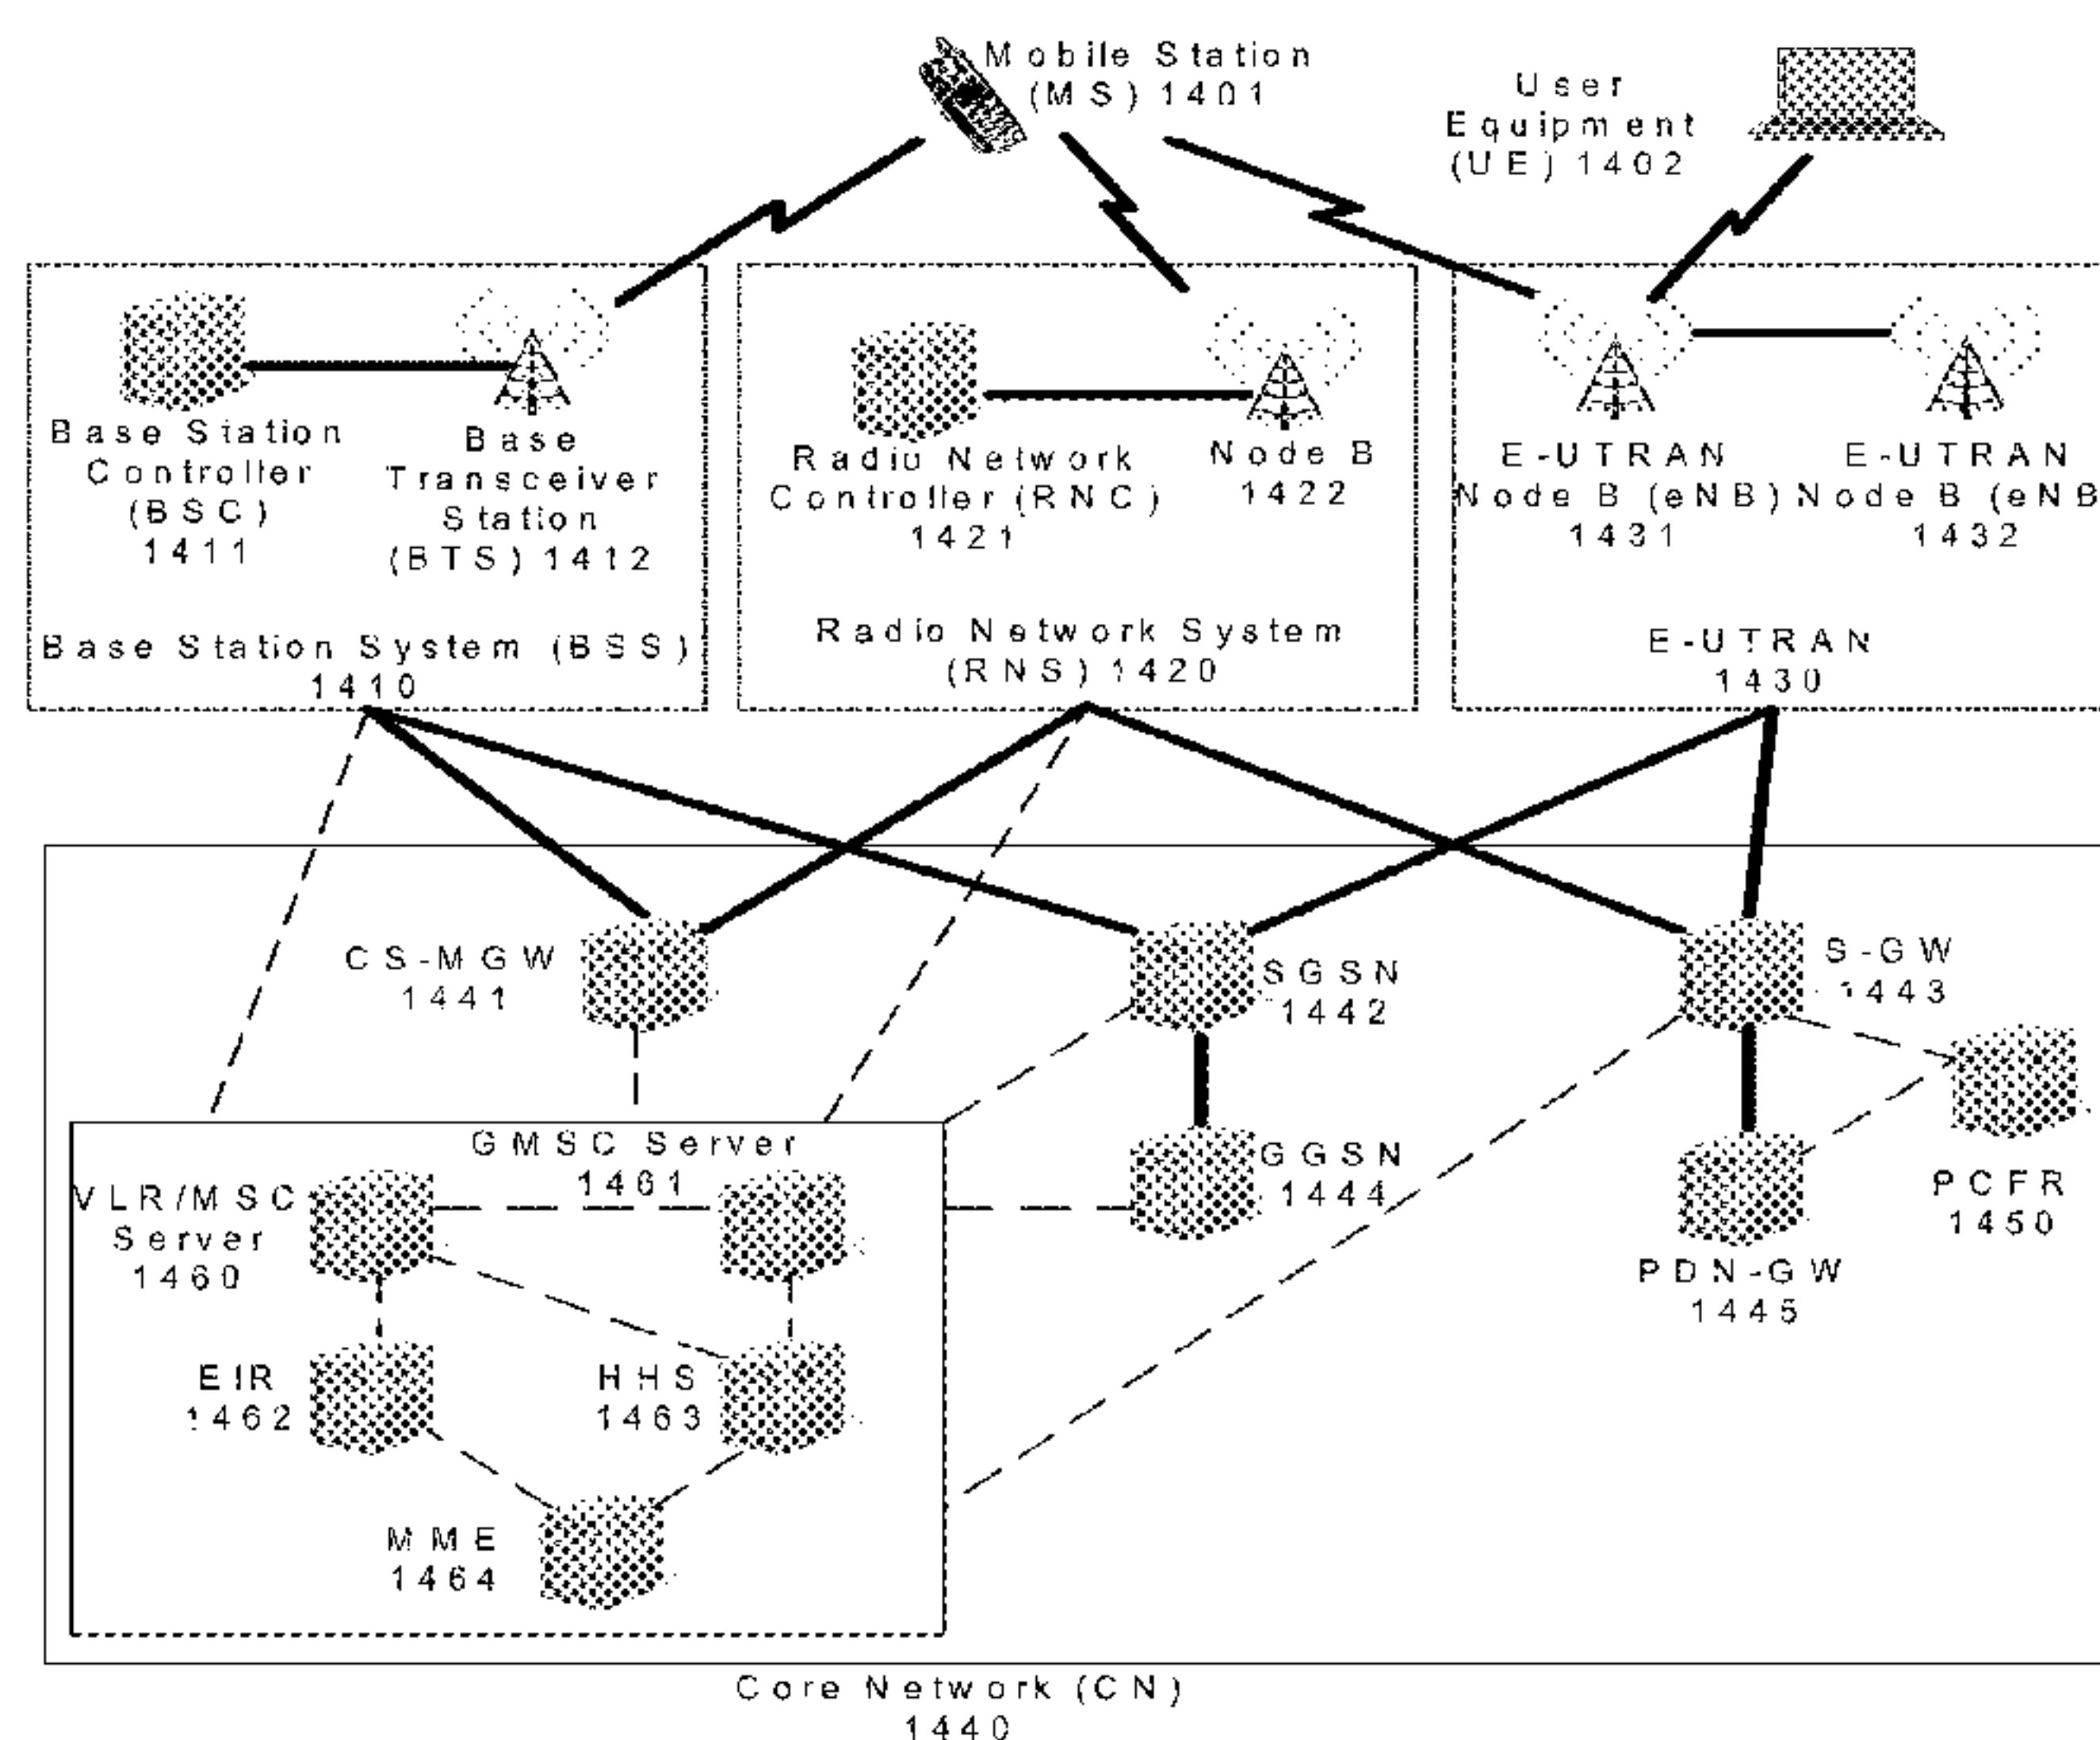 Mobile Station
(MS) 1401
User
Equipment
(UE) 1402
Base Station
Controller
(BSC)
1411
Base
Transceiver
Station
(BTS) 1412
Base Station System (BSS)
1410
Radio Network
Controller (RNC)
1421
Node B
1422
Radio Network System
(RNS) 1420
E-UTRAN
Node B (eNB)
1431
E-UTRAN
Node B (eNB
1432
E-UTRAN
1430
CS-MGW
1441
SGSN
1442
S-GW
1443
GMSC Server
1461
VLR/MSC
Server
1460
GGSN
1444
PCFR
1450
PDN-GW
1445
EIR
1462
HHS
1463
MME
1464
Core Network (CN)
1440